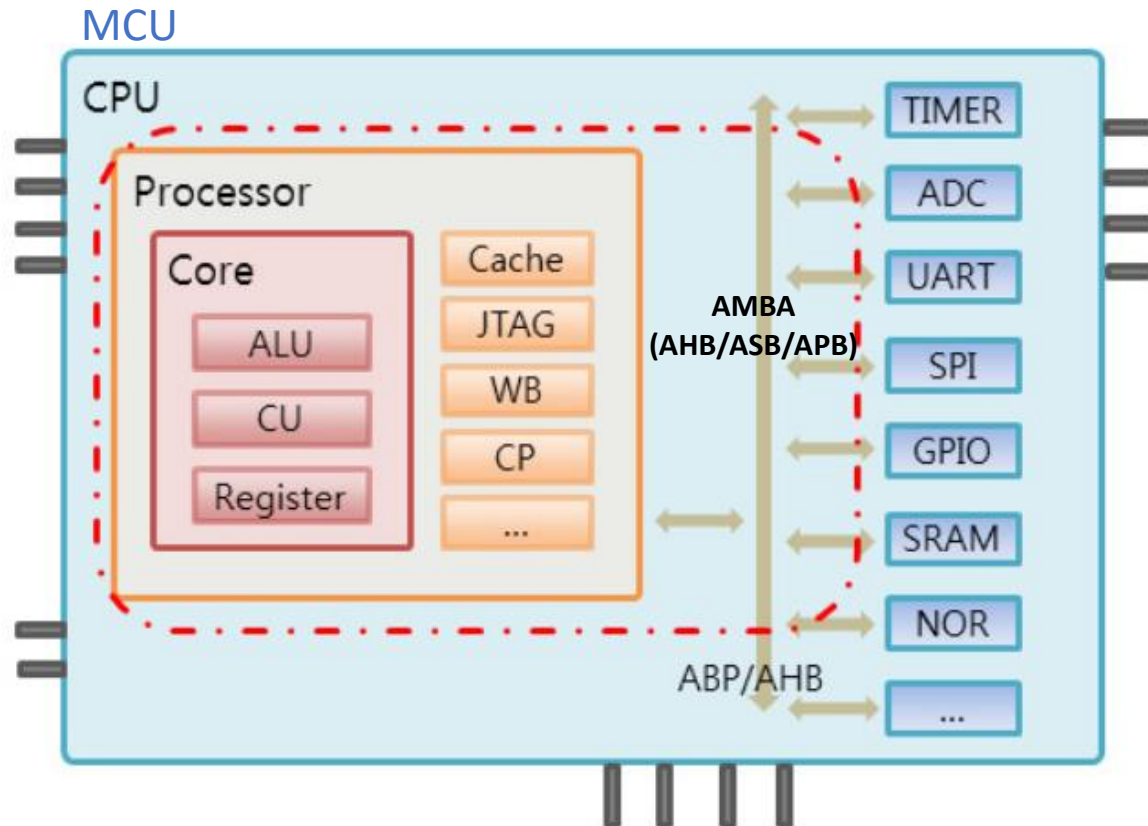 MCU
CPU
Processor
Core
ALU
CU
Register
Cache
JTAG
WB
CP
...
AMBA
(AHB/ASB/APB)
ABP/AHB
TIMER
ADC
UART
SPI
GPIO
SRAM
NOR
...